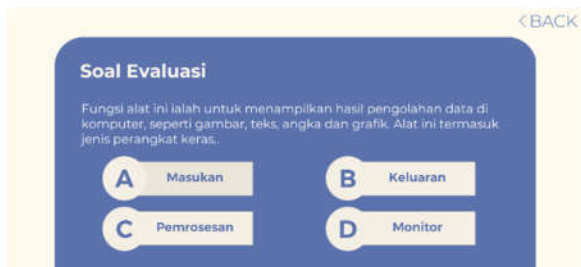 <BACK
Soal Evaluasi
Fungsi alat ini ialah untuk menampilkan hasil pengolahan data di
komputer, seperti gambar, teks, angka dan grafik. Alat ini termasuk
jenis perangkat keras..
A Masukan
B Keluaran
C Pemrosesan
D Monitor